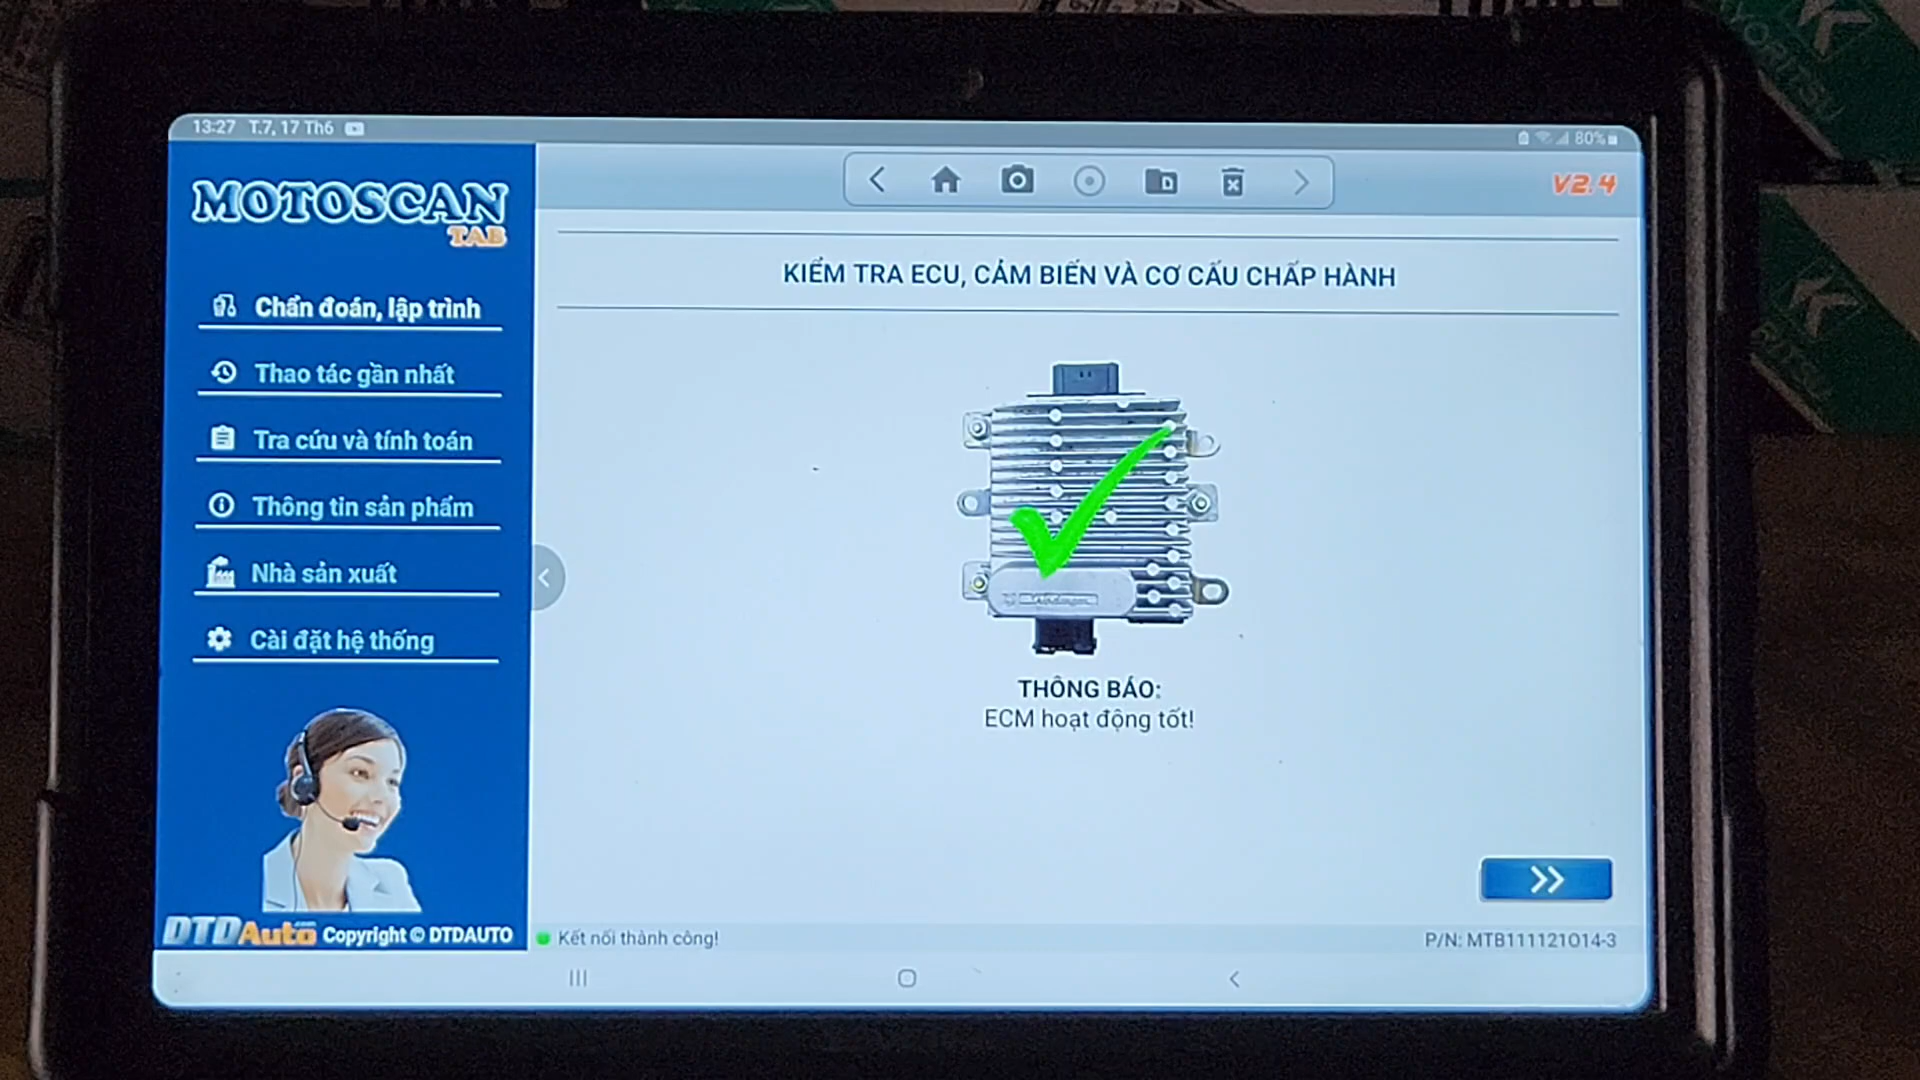 13:27 T.7, 17 Th6
80%
MOTOSCAN
TAB
V2.4
Chẩn đoán, lập trình
Thao tác gần nhất
Tra cứu và tính toán
Thông tin sản phẩm
Nhà sản xuất
Cài đặt hệ thống
KIỂM TRA ECU, CẢM BIẾN VÀ CƠ CẤU CHẤP HÀNH
THÔNG BÁO:
ECM hoạt động tốt!
DTDAuto.com Copyright © DTDAUTO
Kết nối thành công!
P/N: MTB111121O14-3
K
KORITSU
K